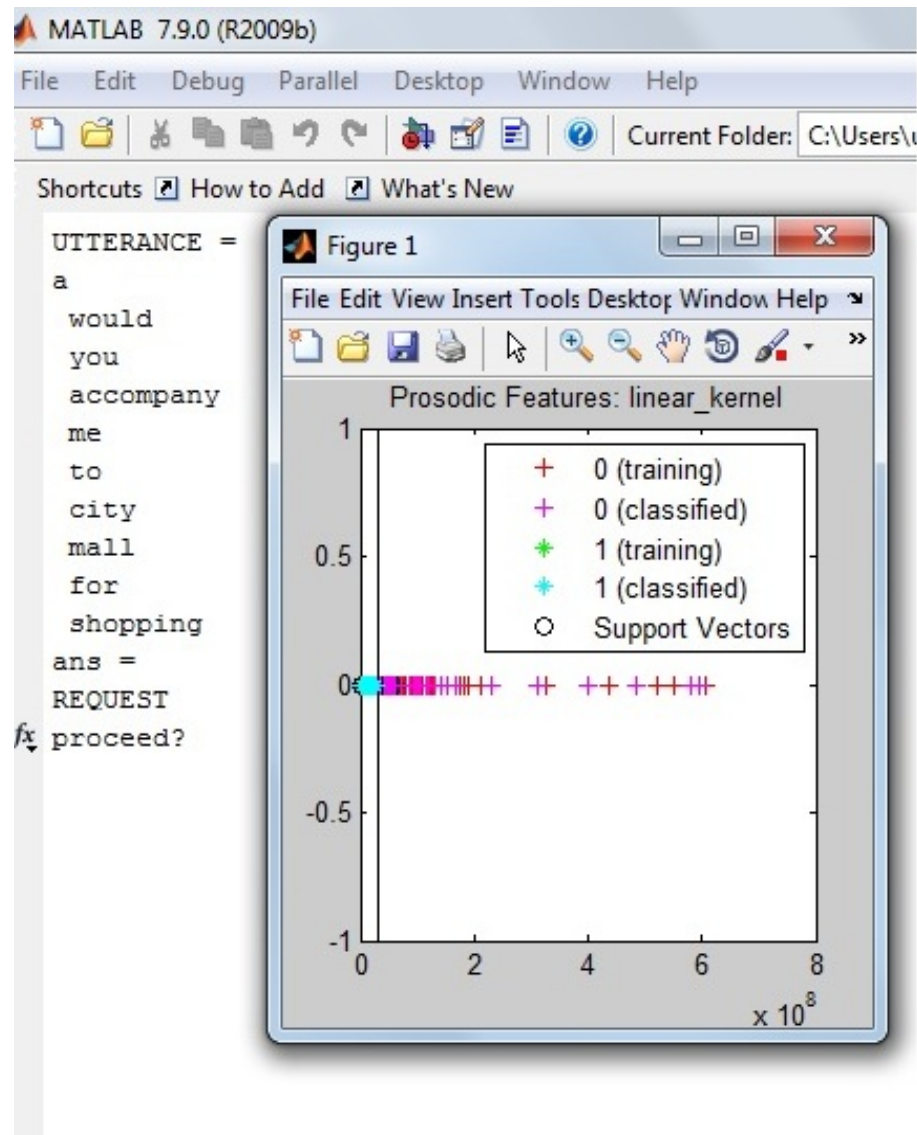 MATLAB 7.9.0 (R2009b)
File Edit Debug Parallel Desktop Window Help
Current Folder: C:\Users\
Shortcuts How to Add What's New
UTTERANCE =
a
would
you
accompany
me
to
city
mall
for
shopping
ans =
REQUEST
fx proceed?
Figure 1
File Edit View Insert Tools Desktop Window Help
Prosodic Features: linear_kernel
1
0.5
0
-0.5
-1
0 (training)
0 (classified)
1 (training)
1 (classified)
Support Vectors
0 2 4 6 8
x 10^8